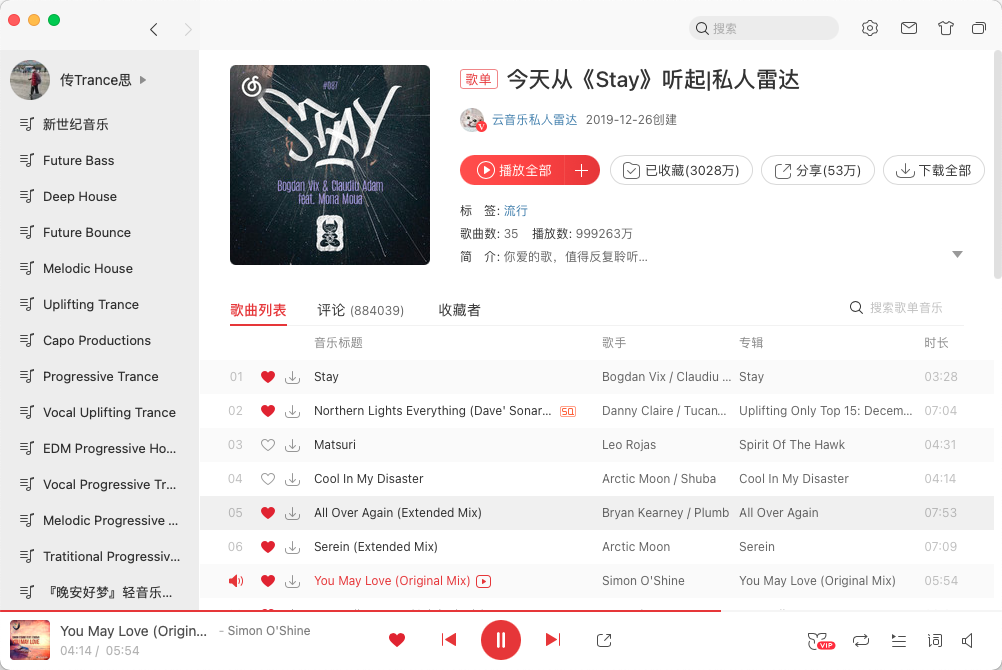 搜索
传Trance思
新世纪音乐
Future Bass
Deep House
Future Bounce
Melodic House
Uplifting Trance
Capo Productions
Progressive Trance
Vocal Uplifting Trance
EDM Progressive Ho...
Vocal Progressive Tr...
Melodic Progressive ...
Tratitional Progressiv...
『晚安好梦』轻音乐...
#087
STAY
Bogdan Vix & Claudiu Adam
feat. Mona Moua
歌单 今天从《Stay》听起|私人雷达
V 云音乐私人雷达 2019-12-26创建
播放全部 已收藏(3028万) 分享(53万) 下载全部
标 签: 流行
歌曲数: 35 播放数: 999263万
简 介: 你爱的歌，值得反复聆听...
歌曲列表 评论 (884039) 收藏者 搜索歌单音乐
音乐标题 歌手 专辑 时长
01 Stay Bogdan Vix / Claudiu ... Stay 03:28
02 Northern Lights Everything (Dave' Sonar... SQ Danny Claire / Tucan... Uplifting Only Top 15: Decem... 07:04
03 Matsuri Leo Rojas Spirit Of The Hawk 04:31
04 Cool In My Disaster Arctic Moon / Shuba Cool In My Disaster 04:14
05 All Over Again (Extended Mix) Bryan Kearney / Plumb All Over Again 07:53
06 Serein (Extended Mix) Arctic Moon Serein 07:09
You May Love (Original Mix) Simon O'Shine You May Love (Original Mix) 05:54
You May Love (Origin... - Simon O'Shine
04:14 / 05:54
VIP 词